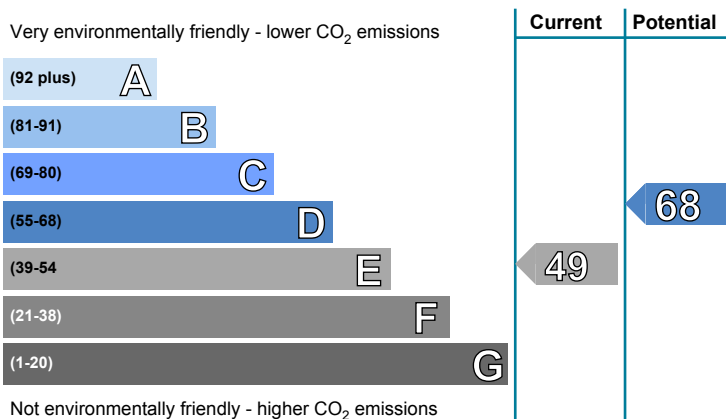 Very environmentally friendly - lower CO₂ emissions
Current
Potential
(92 plus) A
(81-91) B
(69-80) C
(55-68) D
68
(39-54 E
49
(21-38) F
(1-20) G
Not environmentally friendly - higher CO₂ emissions